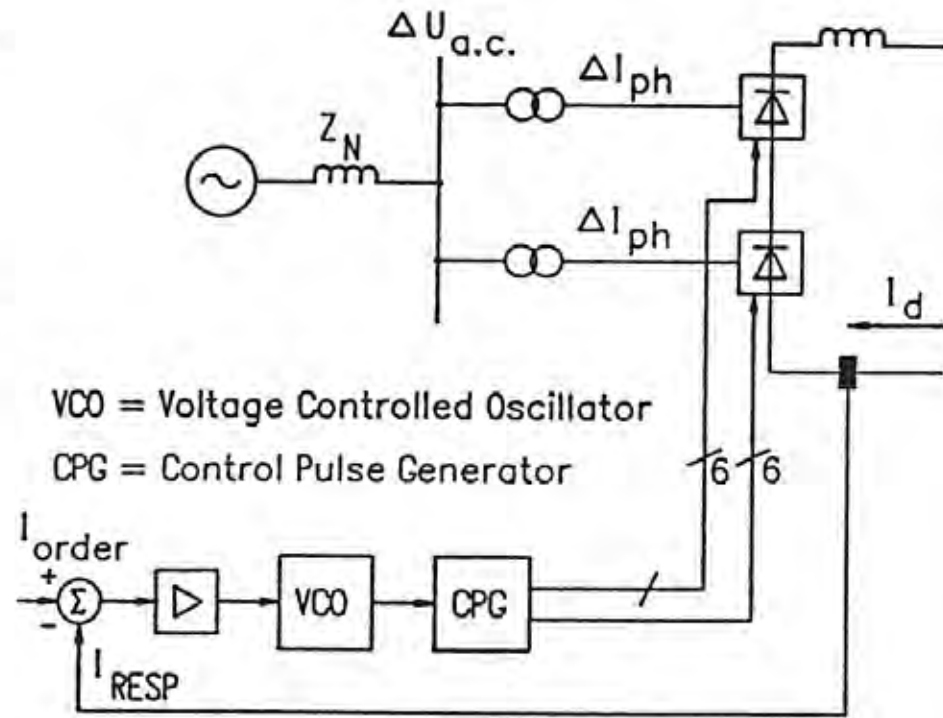 ΔU a.c.
ΔI ph
Z N
~
ΔI ph
I d
VCO = Voltage Controlled Oscillator
CPG = Control Pulse Generator
6 6
I order
+
Σ
VCO
CPG
-
I RESP